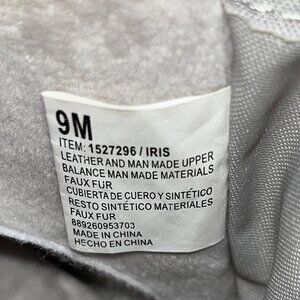 9M
ITEM: 1527296 / IRIS
LEATHER AND MAN MADE UPPER
BALANCE MAN MADE MATERIALS
FAUX FUR
CUBIERTA DE CUERO Y SINTÉTICO
RESTO SINTÉTICO MATERIALES
FAUX FUR
889260953703
MADE IN CHINA
HECHO EN CHINA